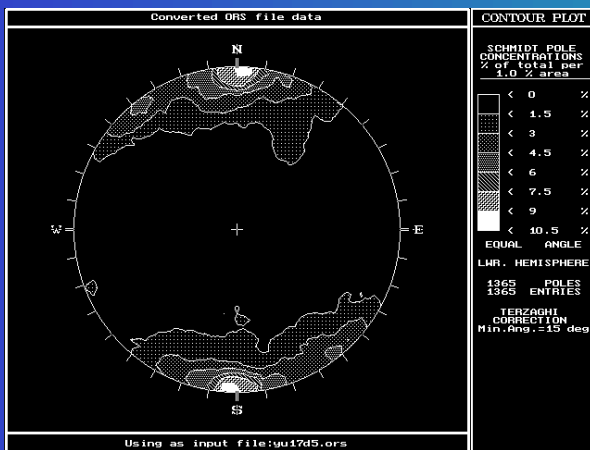 Converted ORS file data
N
W
E
S
Using as input file:yu17d5.ors
CONTOUR PLOT
SCHMIDT POLE
CONCENTRATIONS
% of total per
1.0 % area
< 0 %
< 1.5 %
< 3 %
< 4.5 %
< 6 %
< 7.5 %
< 9 %
< 10.5 %
EQUAL ANGLE
LWR. HEMISPHERE
1365 POLES
1365 ENTRIES
TERZAGHI
CORRECTION
Min.Ang.=15 deg